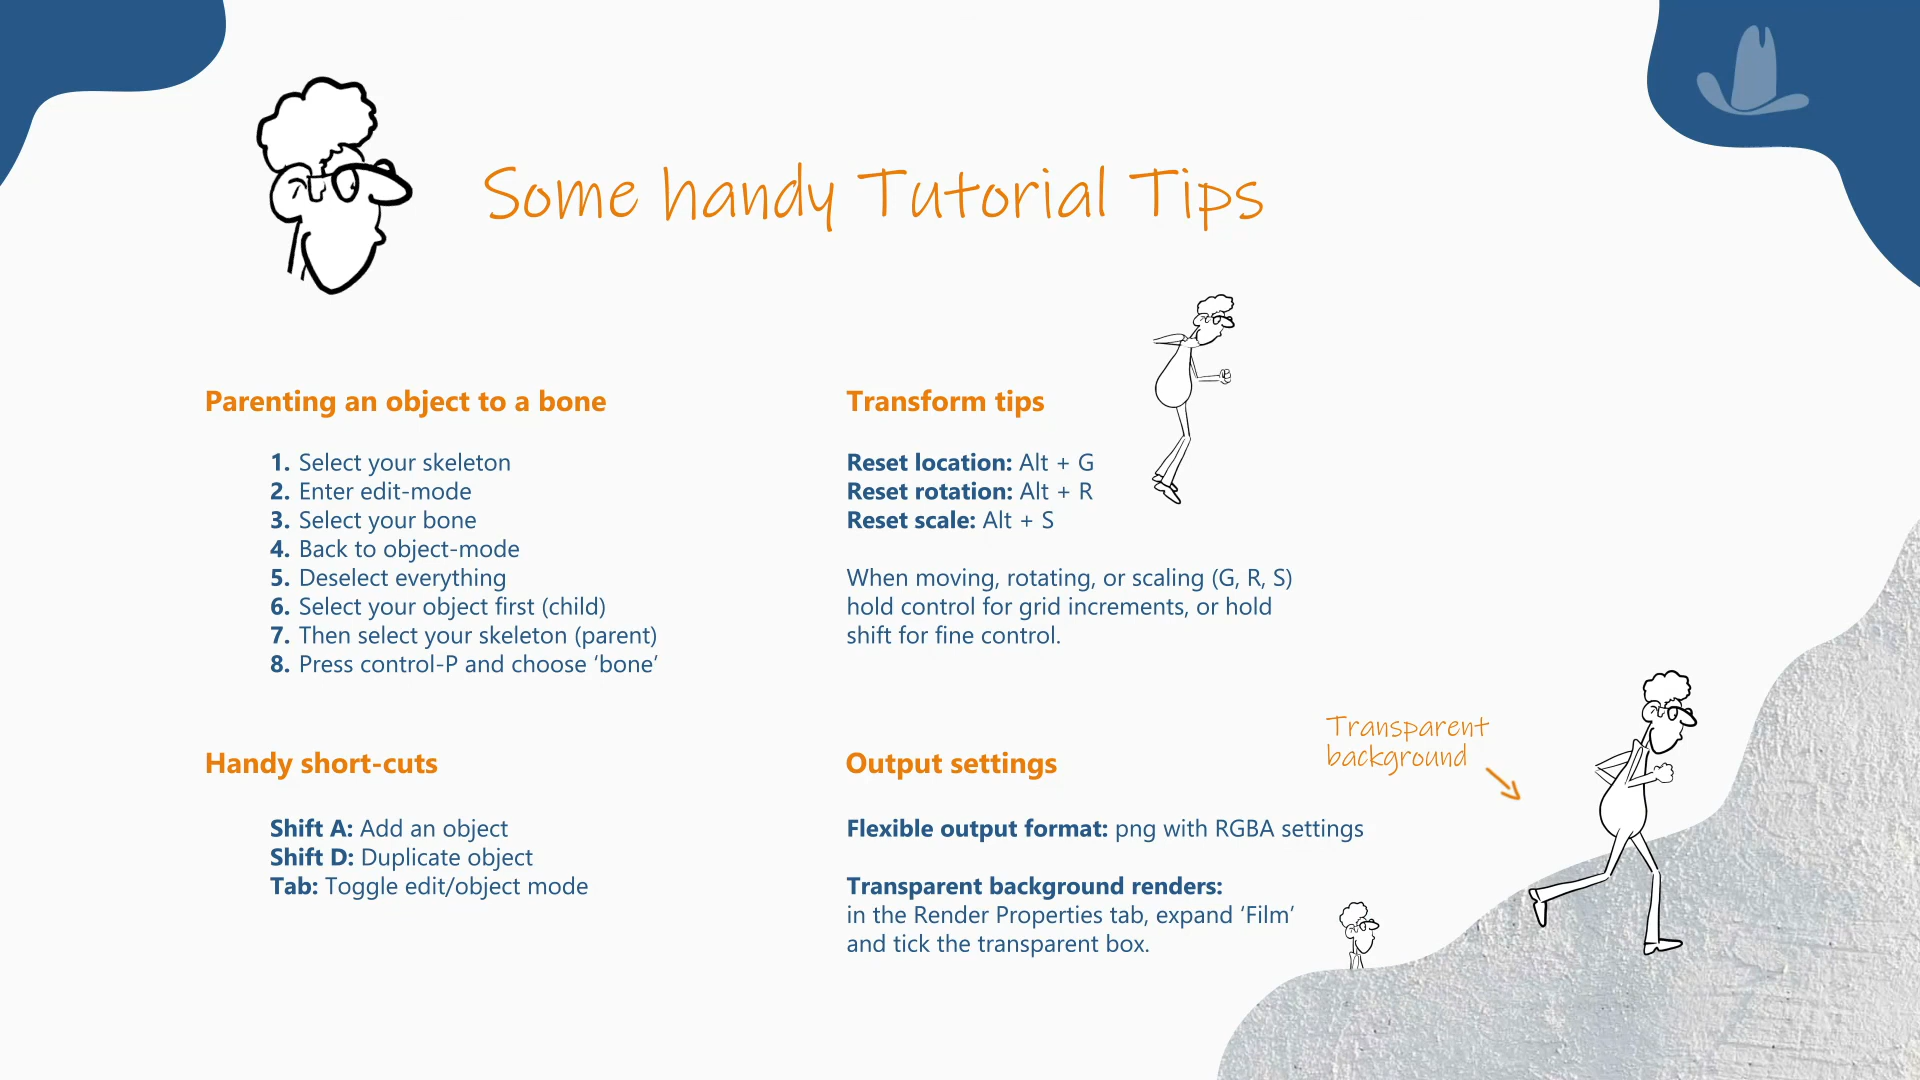 Some handy Tutorial Tips
Parenting an object to a bone
1. Select your skeleton
2. Enter edit-mode
3. Select your bone
4. Back to object-mode
5. Deselect everything
6. Select your object first (child)
7. Then select your skeleton (parent)
8. Press control-P and choose ‘bone’
Transform tips
Reset location: Alt + G
Reset rotation: Alt + R
Reset scale: Alt + S
When moving, rotating, or scaling (G, R, S)
hold control for grid increments, or hold
shift for fine control.
Handy short-cuts
Shift A: Add an object
Shift D: Duplicate object
Tab: Toggle edit/object mode
Output settings
Flexible output format: png with RGBA settings
Transparent background renders:
in the Render Properties tab, expand ‘Film’
and tick the transparent box.
Transparent
background